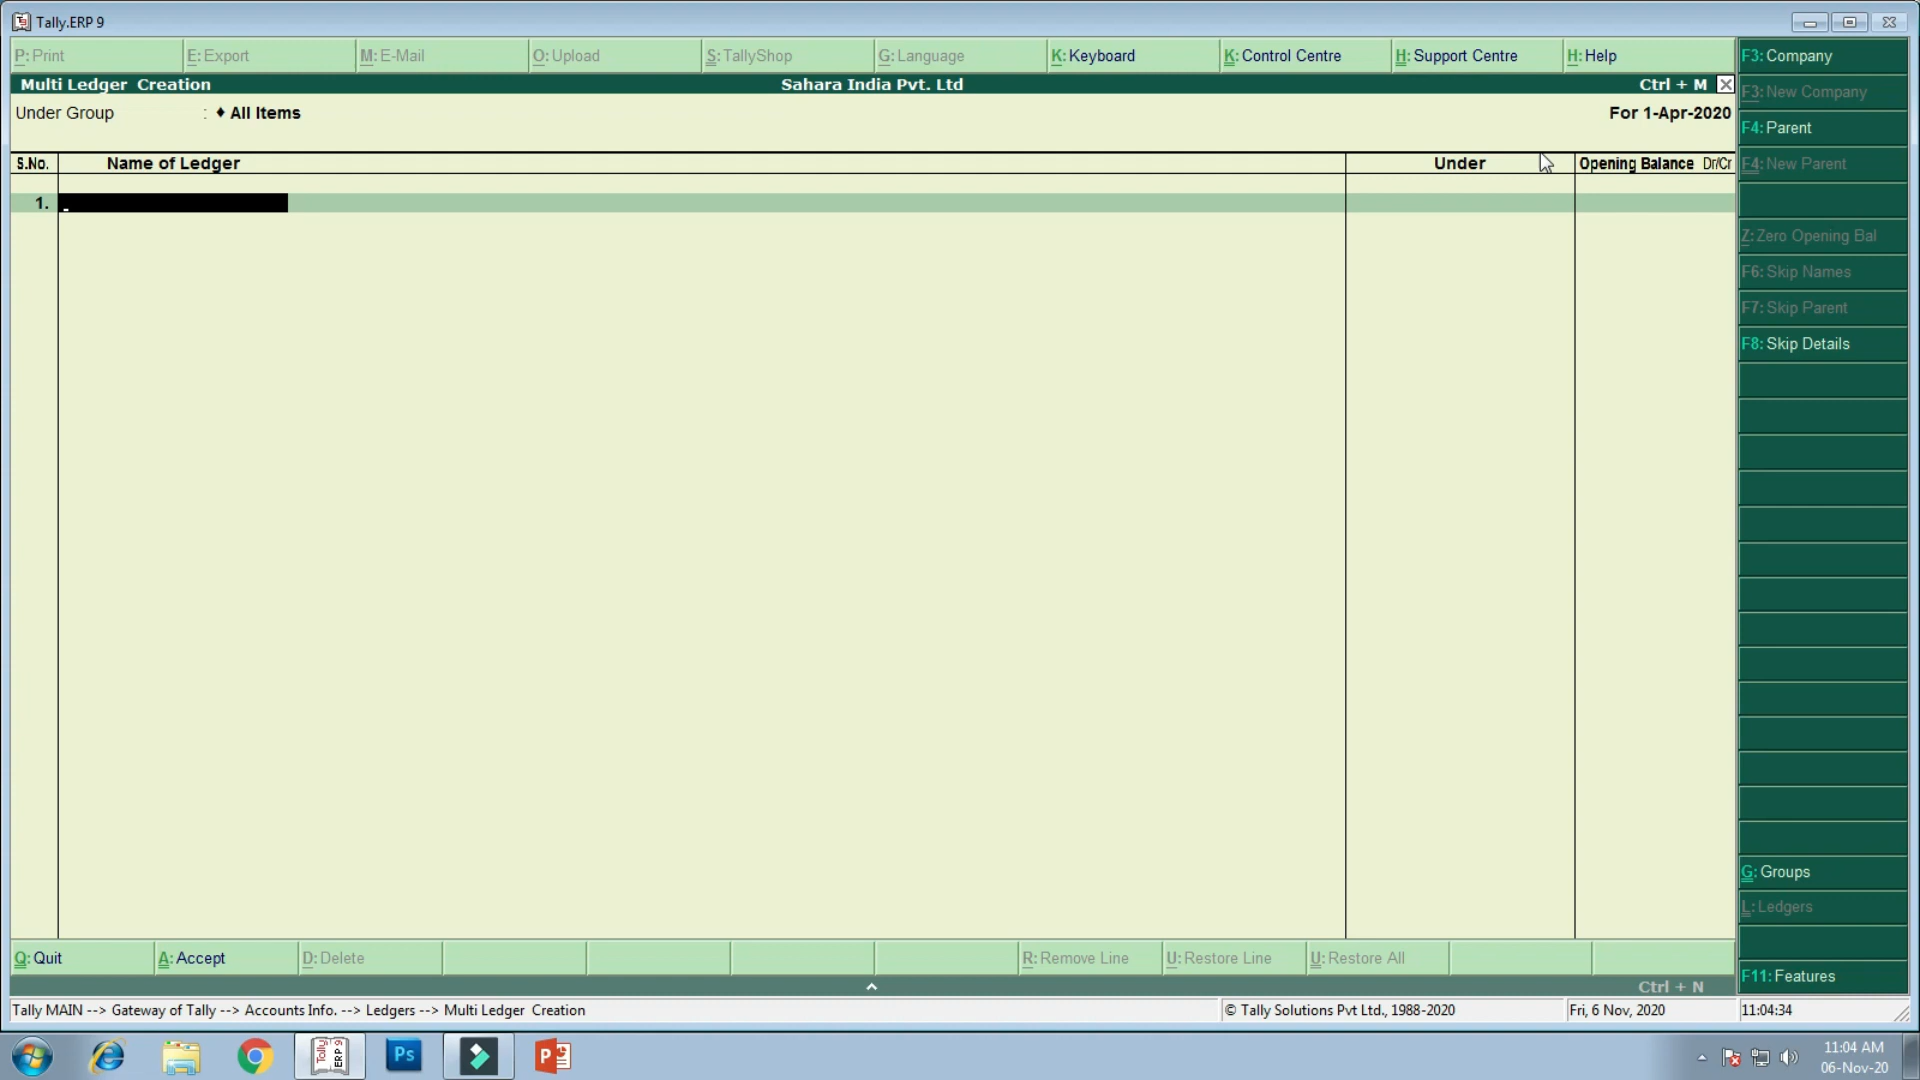 Tally.ERP 9
P: Print E: Export M: E-Mail O: Upload S: TallyShop G: Language K: Keyboard K: Control Centre H: Support Centre H: Help
Multi Ledger Creation Sahara India Pvt. Ltd Ctrl + M
Under Group : ♦ All Items For 1-Apr-2020
S.No. Name of Ledger Under Opening Balance Dr/Cr
1.
F3: Company
F3: New Company
F4: Parent
F4: New Parent
Z: Zero Opening Bal
F6: Skip Names
F7: Skip Parent
F8: Skip Details
G: Groups
L: Ledgers
F11: Features
Q: Quit A: Accept D: Delete R: Remove Line U: Restore Line U: Restore All
Ctrl + N
Tally MAIN --> Gateway of Tally --> Accounts Info. --> Ledgers --> Multi Ledger Creation © Tally Solutions Pvt Ltd., 1988-2020 Fri, 6 Nov, 2020 11:04:34
Tally ERP 9
Ps
P
11:04 AM
06-Nov-20